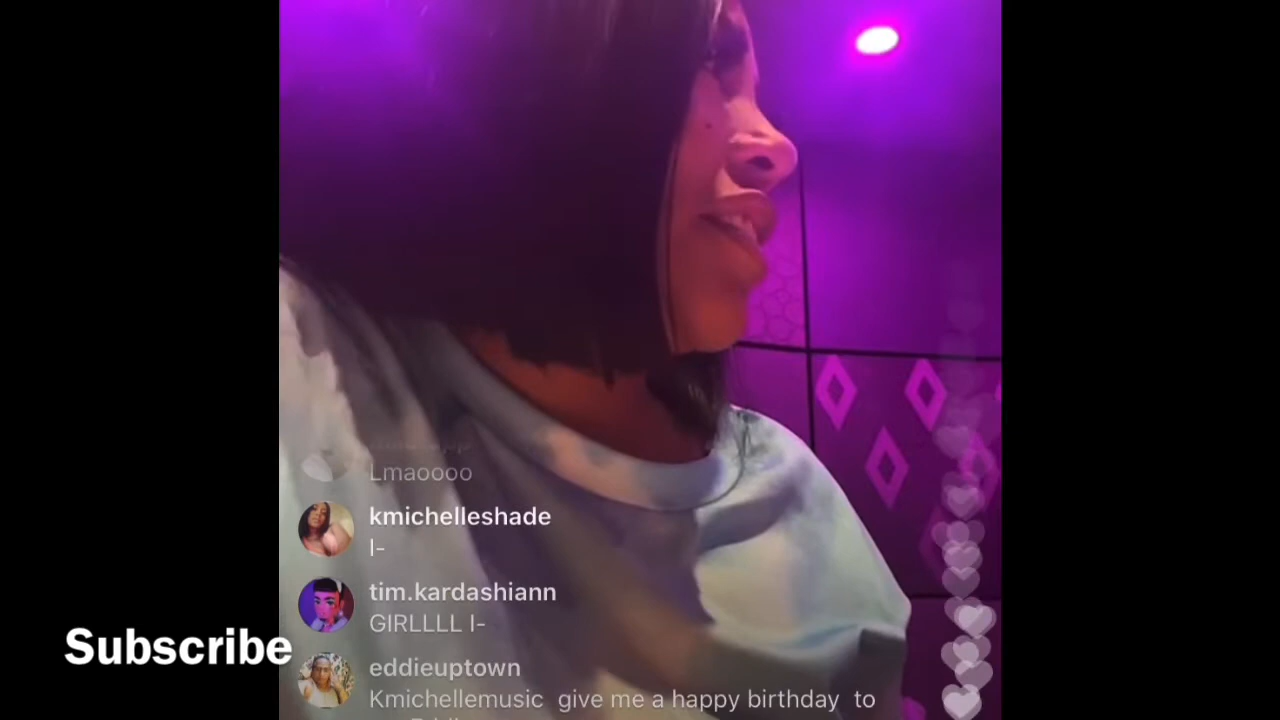 Lmaoooo
kmichelleshade
I-
tim.kardashiann
GIRLLLL I-
Subscribe
eddieuptown
Kmichellemusic give me a happy birthday to